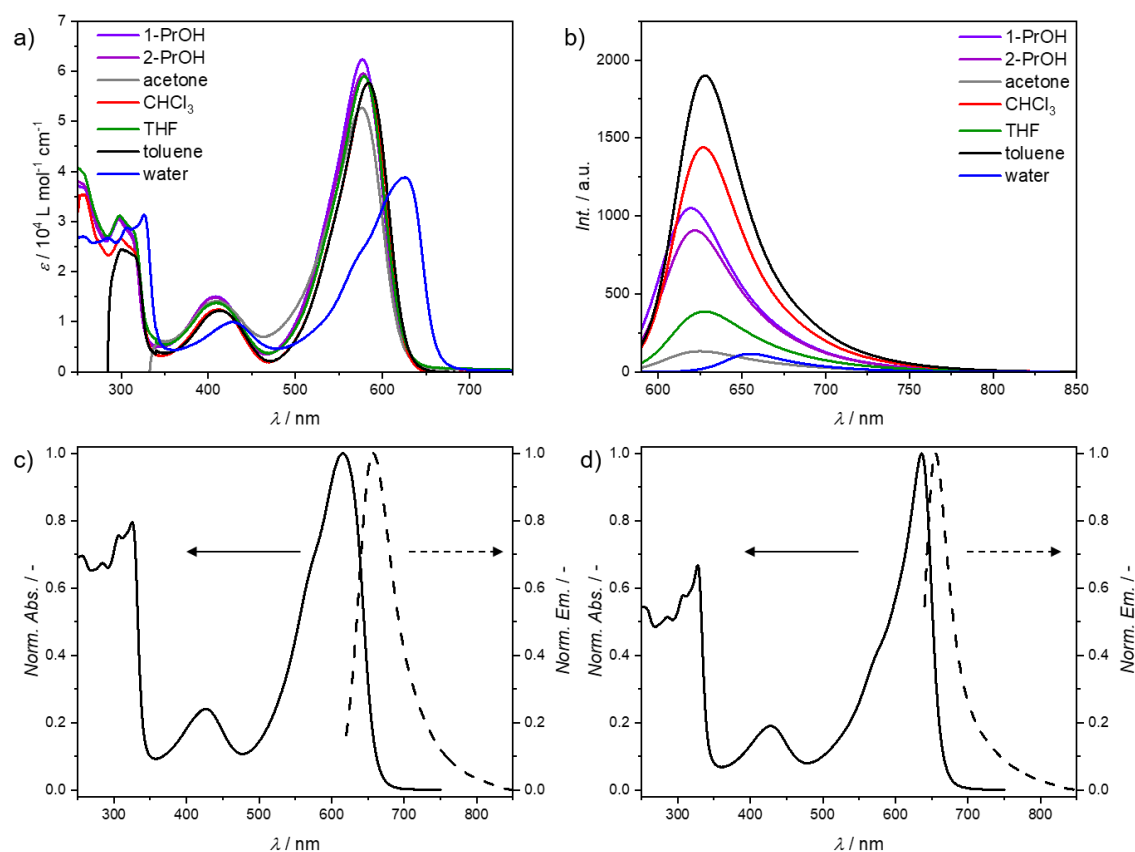 a)
7
6
5
4
3
2
1
0
ε / 10⁴ L mol⁻¹ cm⁻¹
1-PrOH
2-PrOH
acetone
CHCl₃
THF
toluene
water
300 400 500 600 700
λ / nm
b)
2000
1500
1000
500
0
Int. / a.u.
1-PrOH
2-PrOH
acetone
CHCl₃
THF
toluene
water
600 650 700 750 800 850
λ / nm
c)
1.0
0.8
0.6
0.4
0.2
0.0
Norm. Abs. / -
1.0
0.8
0.6
0.4
0.2
0.0
Norm. Em. / -
300 400 500 600 700 800
λ / nm
d)
1.0
0.8
0.6
0.4
0.2
0.0
Norm. Abs. / -
1.0
0.8
0.6
0.4
0.2
0.0
Norm. Em. / -
300 400 500 600 700 800
λ / nm